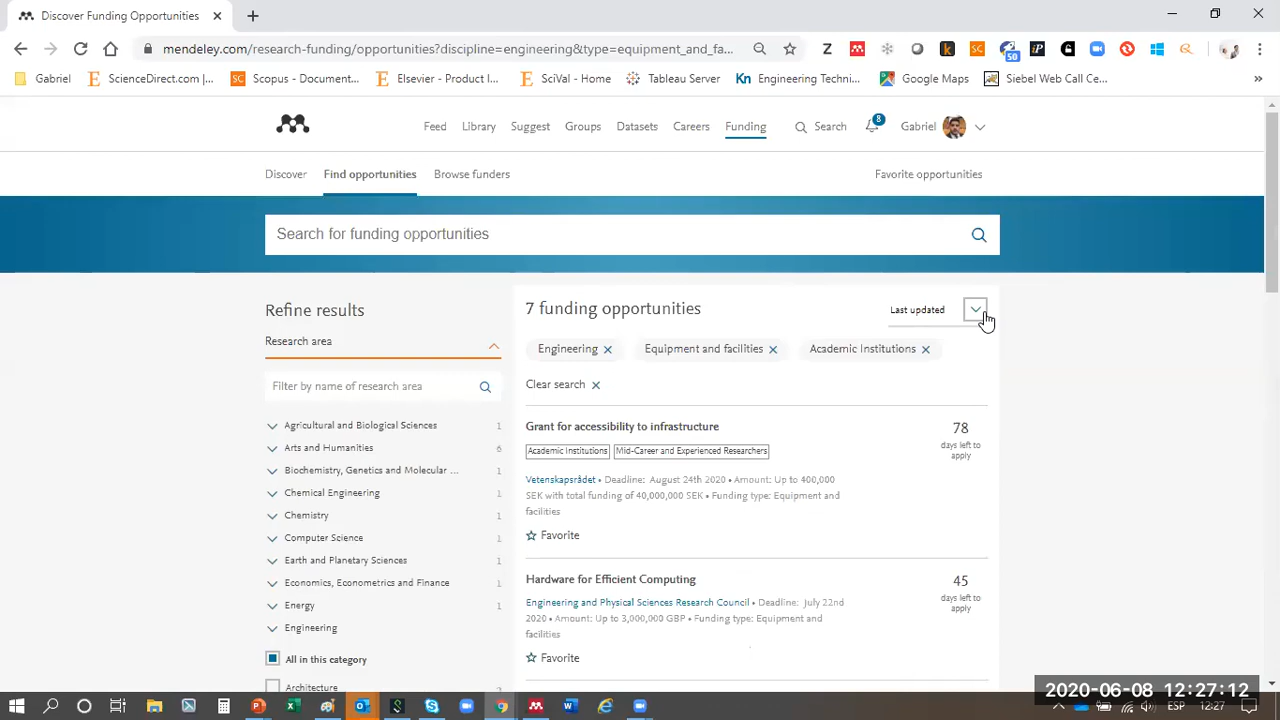 Discover Funding Opportunities
mendeley.com/research-funding/opportunities?discipline=engineering&type=equipment_and_fa...
50
Gabriel
ScienceDirect.com |...
Scopus - Document...
Elsevier - Product I...
SciVal - Home
Tableau Server
Kn Engineering Techni...
Google Maps
Siebel Web Call Ce...
Feed Library Suggest Groups Datasets Careers Funding Search 8 Gabriel
Discover Find opportunities Browse funders Favorite opportunities
Search for funding opportunities
Refine results
Research area
Filter by name of research area
Agricultural and Biological Sciences 1
Arts and Humanities 6
Biochemistry, Genetics and Molecular ... 1
Chemical Engineering 1
Chemistry 1
Computer Science 1
Earth and Planetary Sciences 1
Economics, Econometrics and Finance 1
Energy 1
Engineering
All in this category
Architecture
7 funding opportunities
Last updated
Engineering Equipment and facilities Academic Institutions
Clear search
Grant for accessibility to infrastructure
78
days left to
apply
Academic Institutions Mid-Career and Experienced Researchers
Vetenskapsrådet • Deadline: August 24th 2020 • Amount: Up to 400,000
SEK with total funding of 40,000,000 SEK • Funding type: Equipment and
facilities
Favorite
Hardware for Efficient Computing
45
days left to
apply
Engineering and Physical Sciences Research Council • Deadline: July 22nd
2020 • Amount: Up to 3,000,000 GBP • Funding type: Equipment and
facilities
Favorite
2020-06-08 12:27:12
ESP 12:27